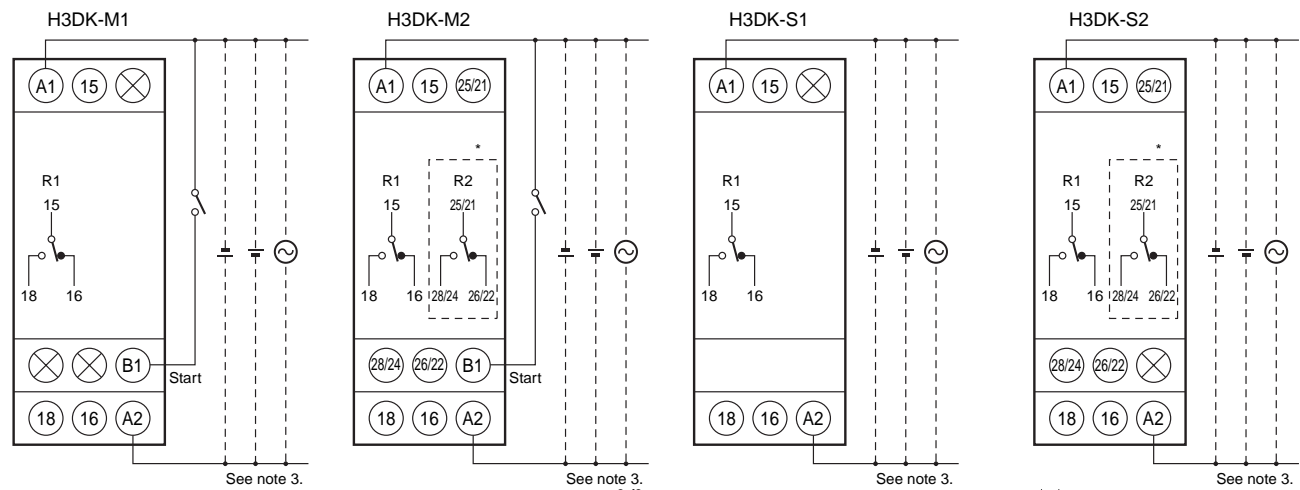 H3DK-M1
A1 15
R1
15
18 16
B1
Start
18 16 A2
See note 3.
H3DK-M2
A1 15 25/21
*
R1 R2
15 25/21
18 16 28/24 26/22
28/24 26/22 B1
Start
18 16 A2
See note 3.
H3DK-S1
A1 15
R1
15
18 16
18 16 A2
See note 3.
H3DK-S2
A1 15 25/21
*
R1 R2
15 25/21
18 16 28/24 26/22
28/24 26/22
18 16 A2
See note 3.